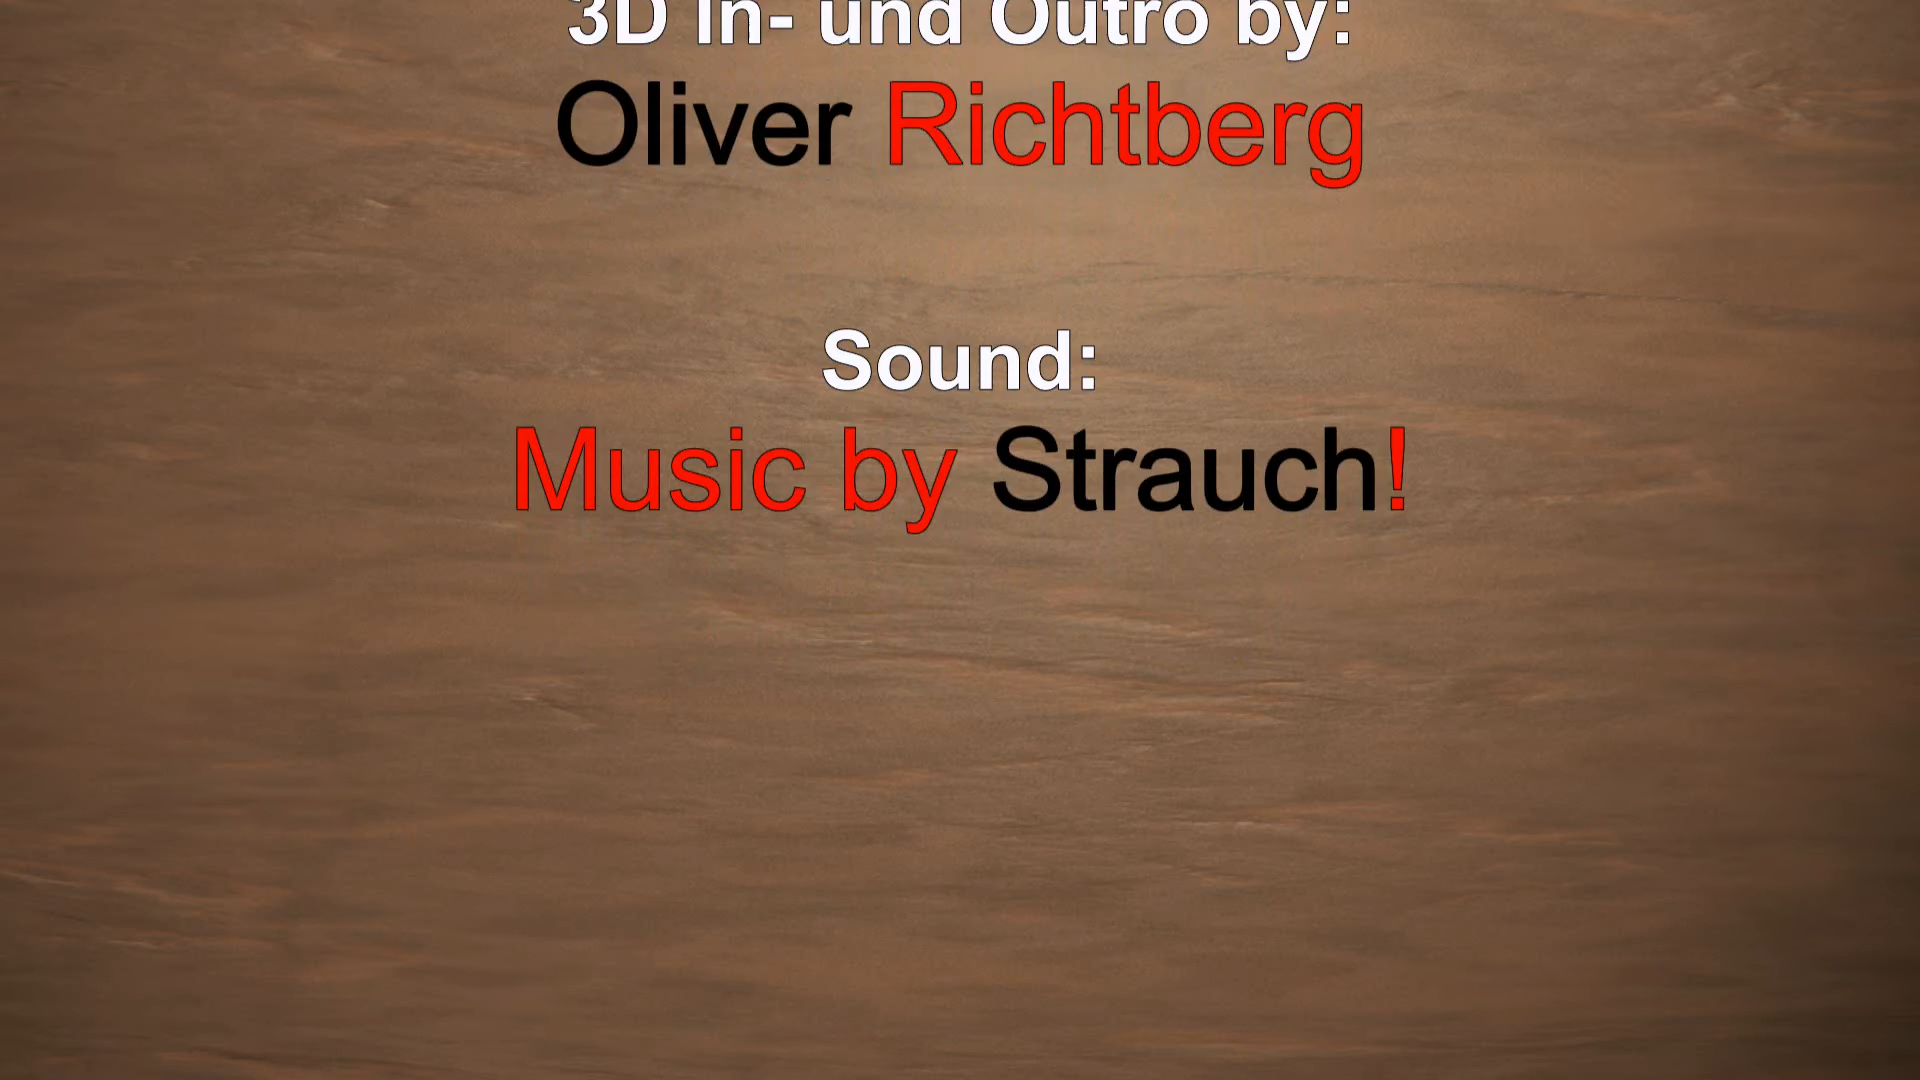 3D In- und Outro by:
Oliver Richtberg
Sound:
Music by Strauch!